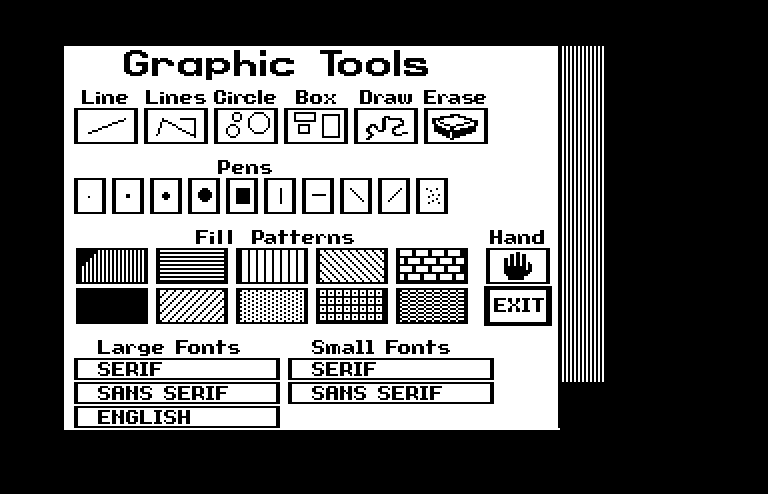 Graphic Tools
Line Lines Circle Box Draw Erase
Pens
Fill Patterns Hand
EXIT
Large Fonts Small Fonts
SERIF SERIF
SANS SERIF SANS SERIF
ENGLISH